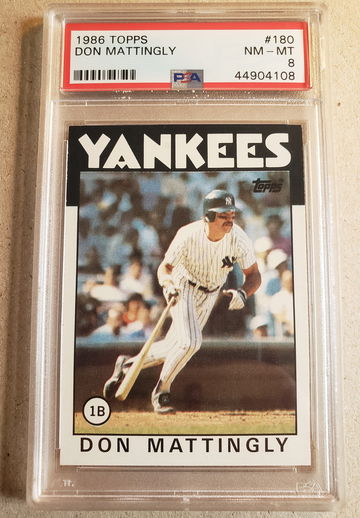 1986 TOPPS #180
DON MATTINGLY NM-MT
PSA 8
44904108
YANKEES
Topps
NY
1B
DON MATTINGLY